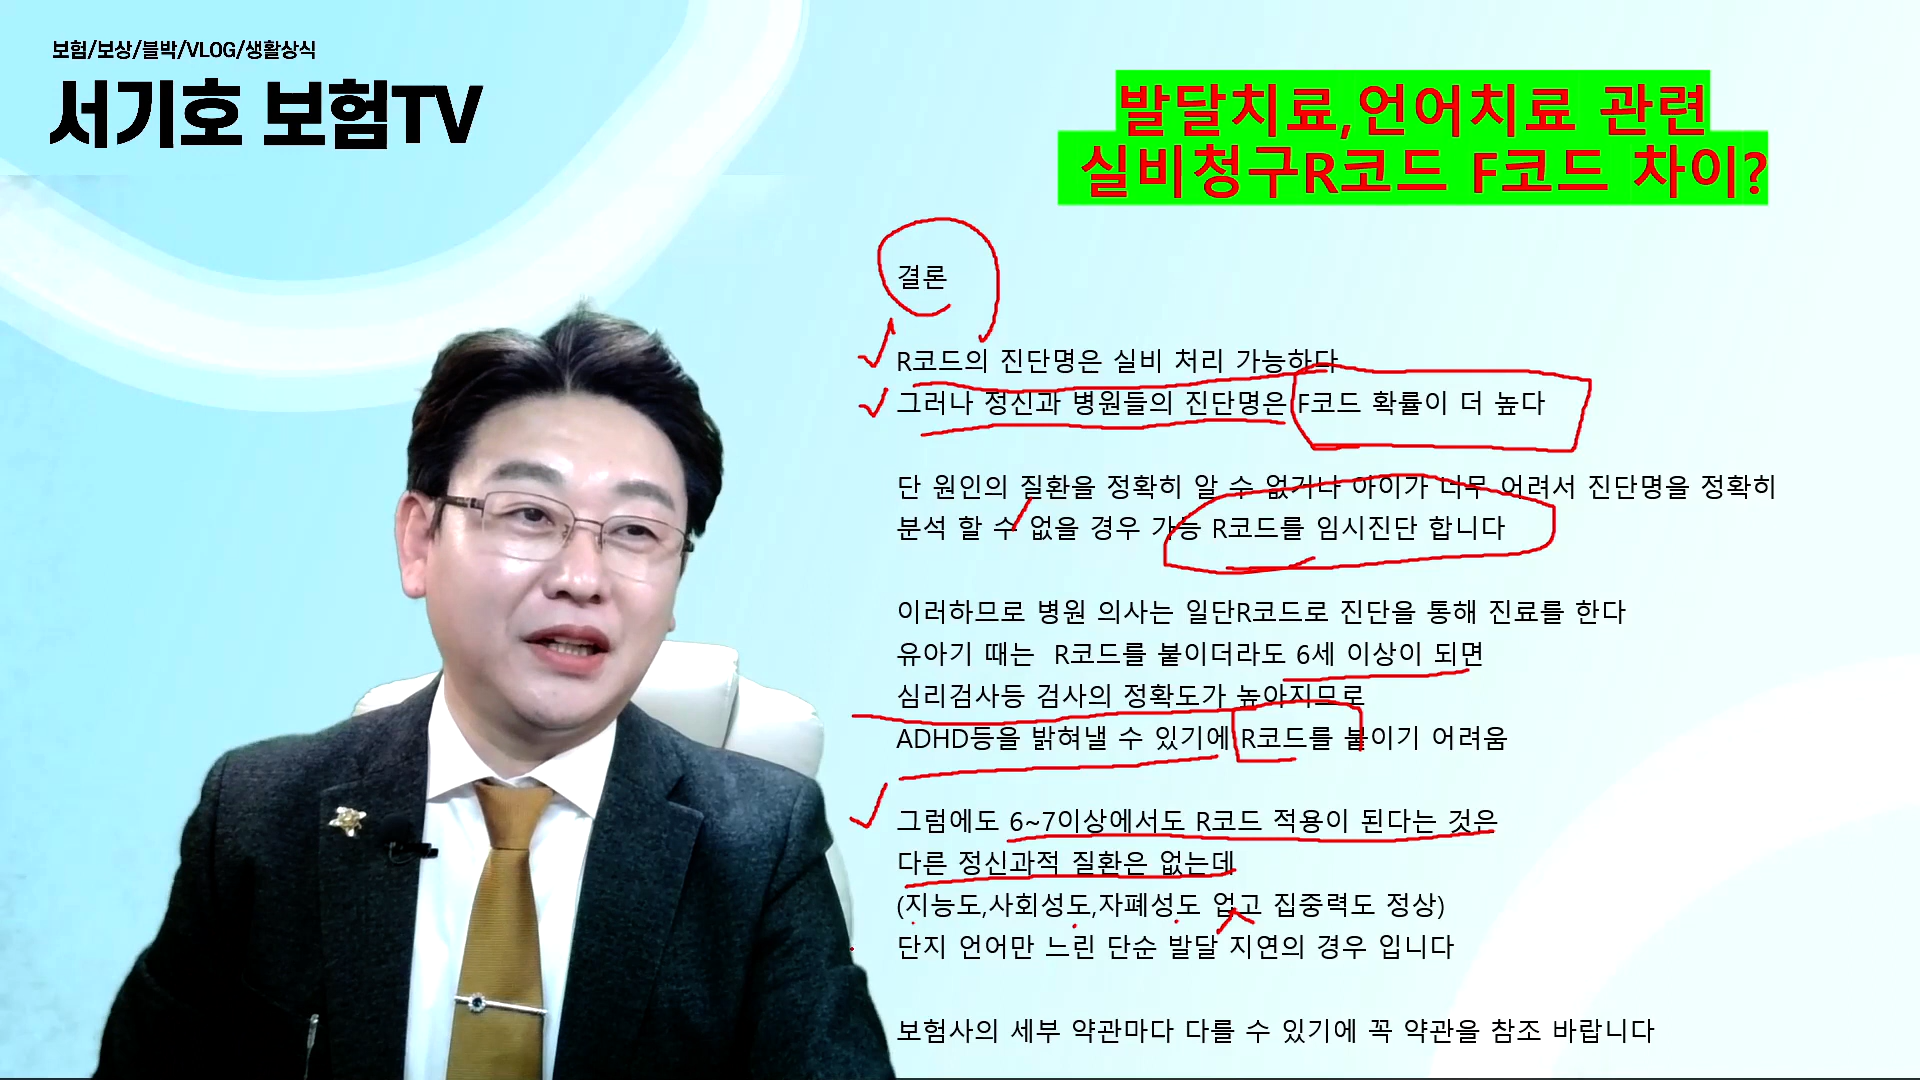 보험/보상/블박/VLOG/생활상식
서기호 보험TV
발달치료,언어치료 관련
실비청구R코드 F코드 차이?
결론
R코드의 진단명은 실비 처리 가능하다
그러나 정신과 병원들의 진단명은 F코드 확률이 더 높다
단 원인의 질환을 정확히 알 수 없거나 아이가 너무 어려서 진단명을 정확히
분석 할 수 없을 경우 가능 R코드를 임시진단 합니다
이러하므로 병원 의사는 일단R코드로 진단을 통해 진료를 한다
유아기 때는 R코드를 붙이더라도 6세 이상이 되면
심리검사등 검사의 정확도가 높아지므로
ADHD등을 밝혀낼 수 있기에 R코드를 붙이기 어려움
그럼에도 6~7이상에서도 R코드 적용이 된다는 것은
다른 정신과적 질환은 없는데
(지능도,사회성도,자폐성도 업고 집중력도 정상)
단지 언어만 느린 단순 발달 지연의 경우 입니다
보험사의 세부 약관마다 다를 수 있기에 꼭 약관을 참조 바랍니다